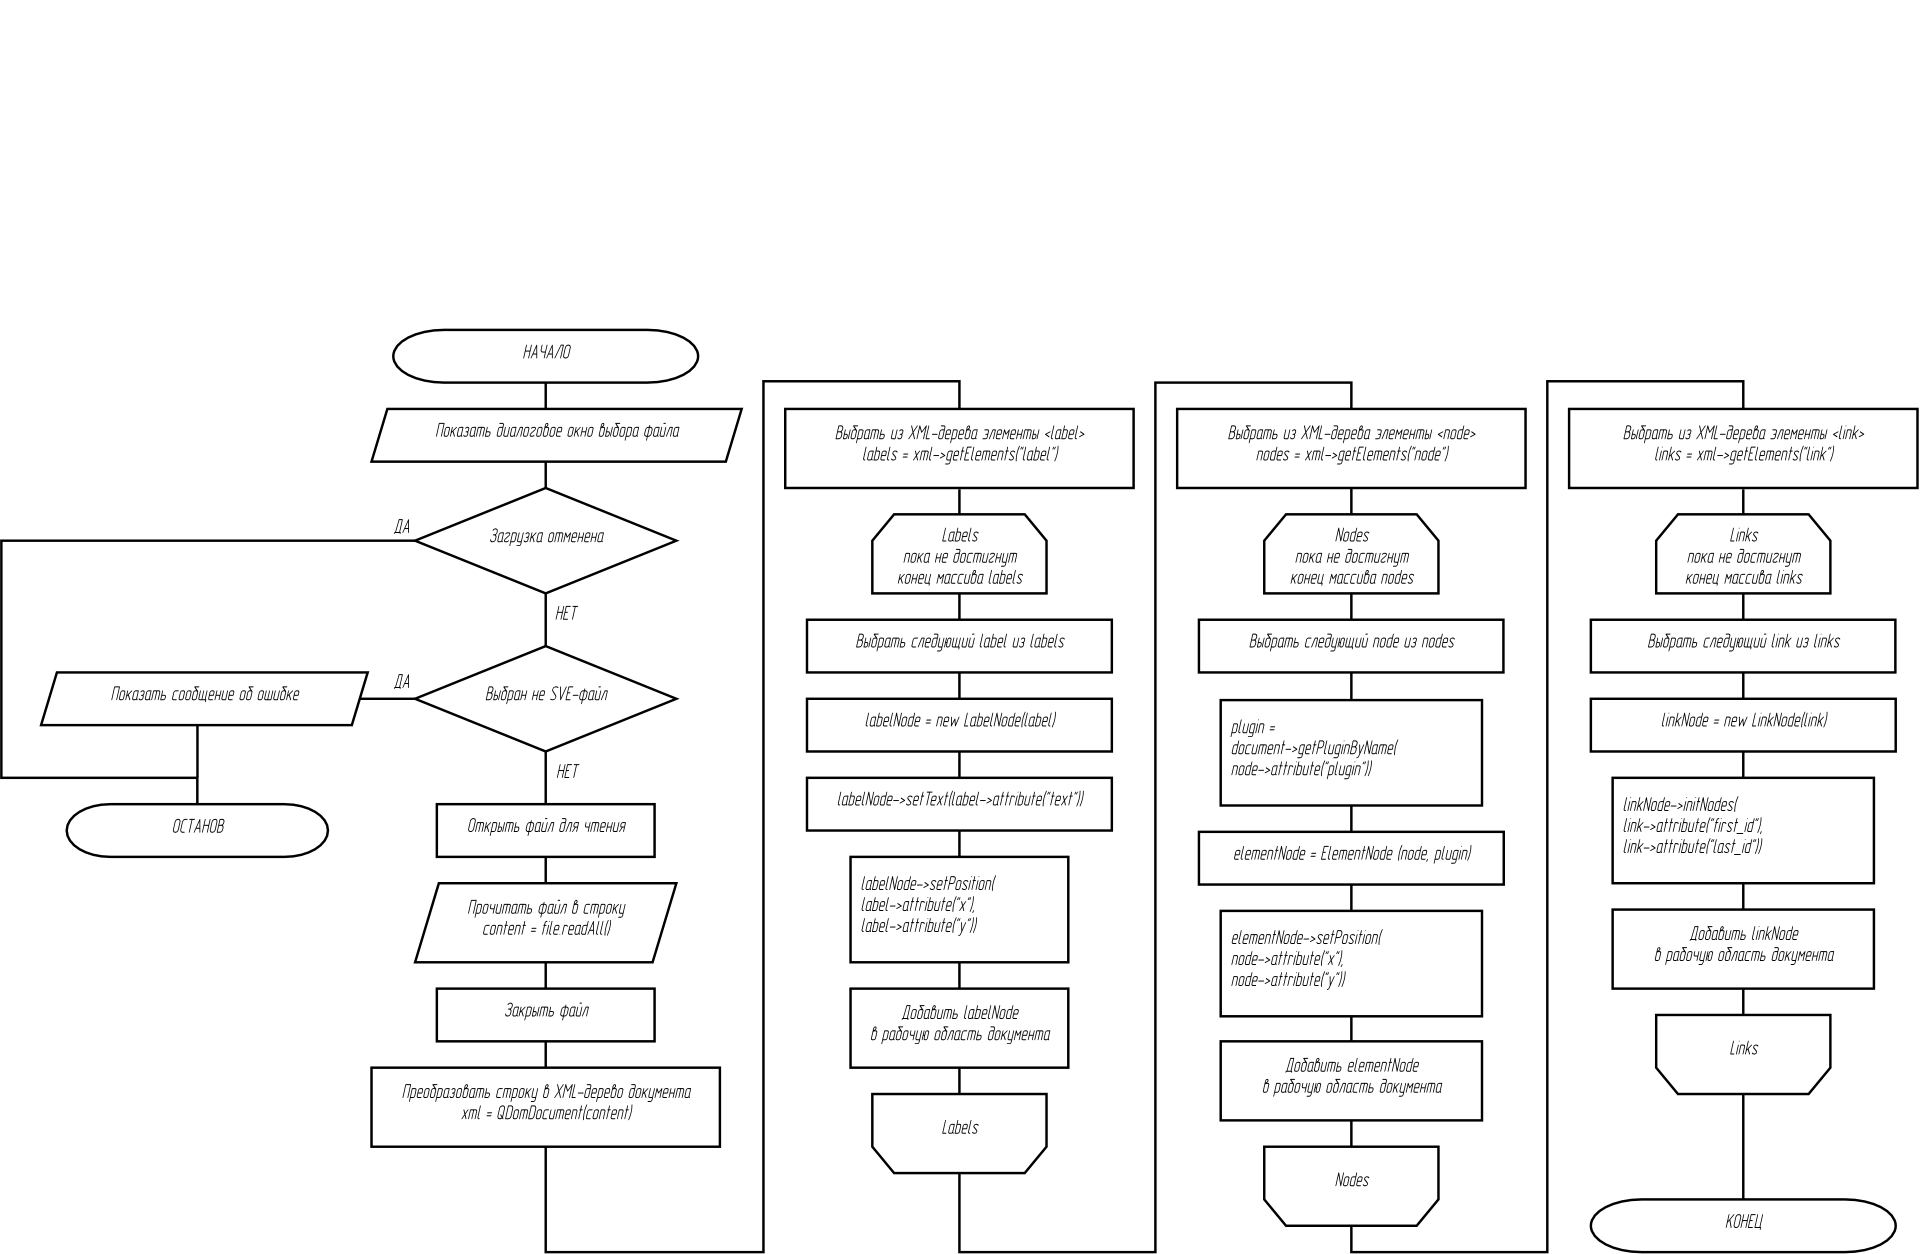 НАЧАЛО
Показать диалоговое окно выбора файла
Загрузка отменена
ДА
НЕТ
Выбран не SVE-файл
ДА
Показать сообщение об ошибке
ОСТАНОВ
НЕТ
Открыть файл для чтения
Прочитать файл в строку
content = file.readAll()
Закрыть файл
Преобразовать строку в XML-дерево документа
xml = QDomDocument(content)
Выбрать из XML-дерева элементы <label>
labels = xml->getElements("label")
Labels
пока не достигнут
конец массива labels
Выбрать следующий label из labels
labelNode = new LabelNode(label)
labelNode->setText(label->attribute("text"))
labelNode->setPosition(
label->attribute("x"),
label->attribute("y"))
Добавить labelNode
в рабочую область документа
Labels
Выбрать из XML-дерева элементы <node>
nodes = xml->getElements("node")
Nodes
пока не достигнут
конец массива nodes
Выбрать следующий node из nodes
plugin =
document->getPluginByName(
node->attribute("plugin"))
elementNode = ElementNode (node, plugin)
elementNode->setPosition(
node->attribute("x"),
node->attribute("y"))
Добавить elementNode
в рабочую область документа
Nodes
Выбрать из XML-дерева элементы <link>
links = xml->getElements("link")
Links
пока не достигнут
конец массива links
Выбрать следующий link из links
linkNode = new LinkNode(link)
linkNode->initNodes(
link->attribute("first_id"),
link->attribute("last_id"))
Добавить linkNode
в рабочую область документа
Links
КОНЕЦ